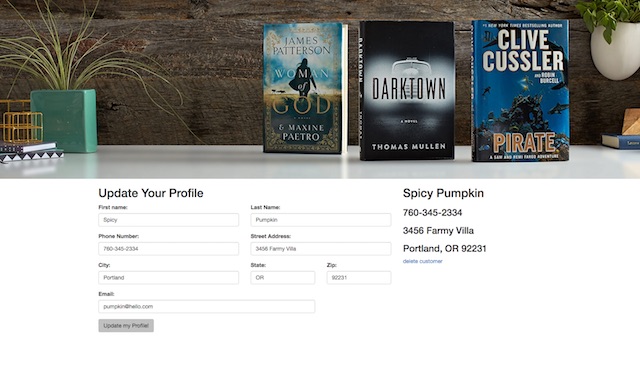 JAMES
PATTERSON
WOMAN
of
GOD
A NOVEL
& MAXINE
PAETRO
DARKTOWN
DARKTOWN
A NOVEL
THOMAS MULLEN
#1 NEW YORK TIMES BESTSELLING AUTHOR
CLIVE
CUSSLER
AND ROBIN
BURCELL
PIRATE
A SAM AND REMI FARGO ADVENTURE
Update Your Profile
First name:
Last Name:
Spicy
Pumpkin
Phone Number:
Street Address:
760-345-2334
3456 Farmy Villa
City:
State:
Zip:
Portland
OR
92231
Email:
pumpkin@hello.com
Update my Profile!
Spicy Pumpkin
760-345-2334
3456 Farmy Villa
Portland, OR 92231
delete customer